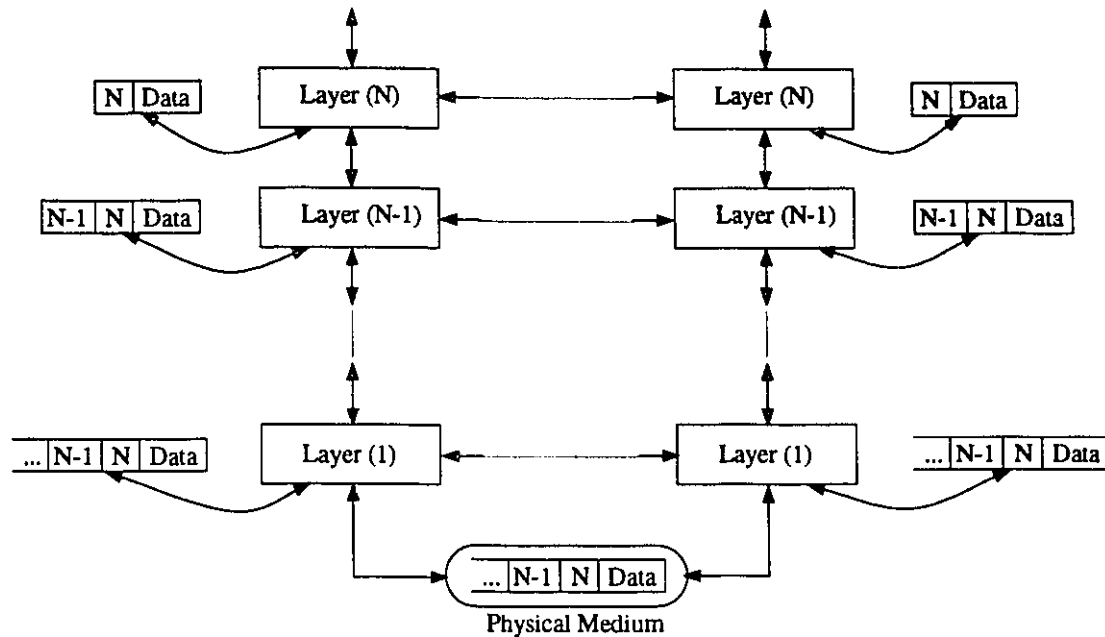 N Data Layer (N) Layer (N) N Data
N-1 N Data Layer (N-1) Layer (N-1) N-1 N Data
... N-1 N Data Layer (1) Layer (1) ... N-1 N Data
... N-1 N Data
Physical Medium